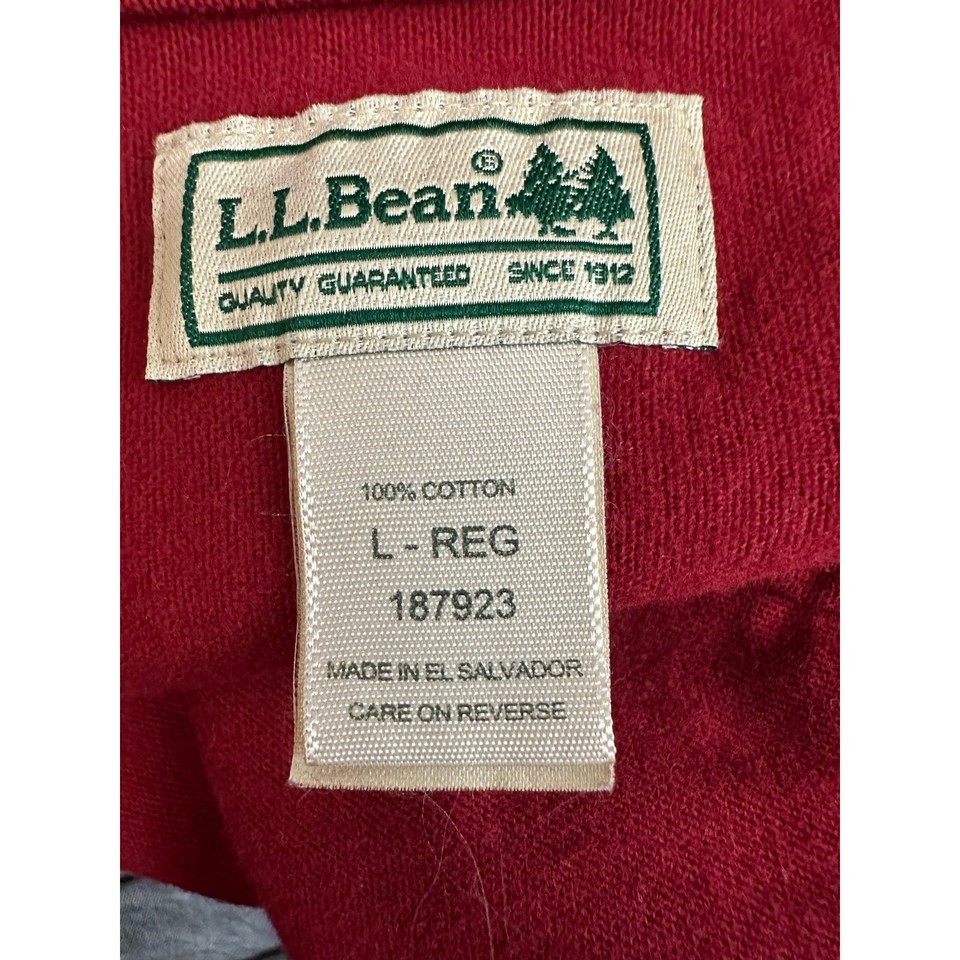 L.L.Bean®
QUALITY GUARANTEED SINCE 1912
100% COTTON
L - REG
187923
MADE IN EL SALVADOR
CARE ON REVERSE